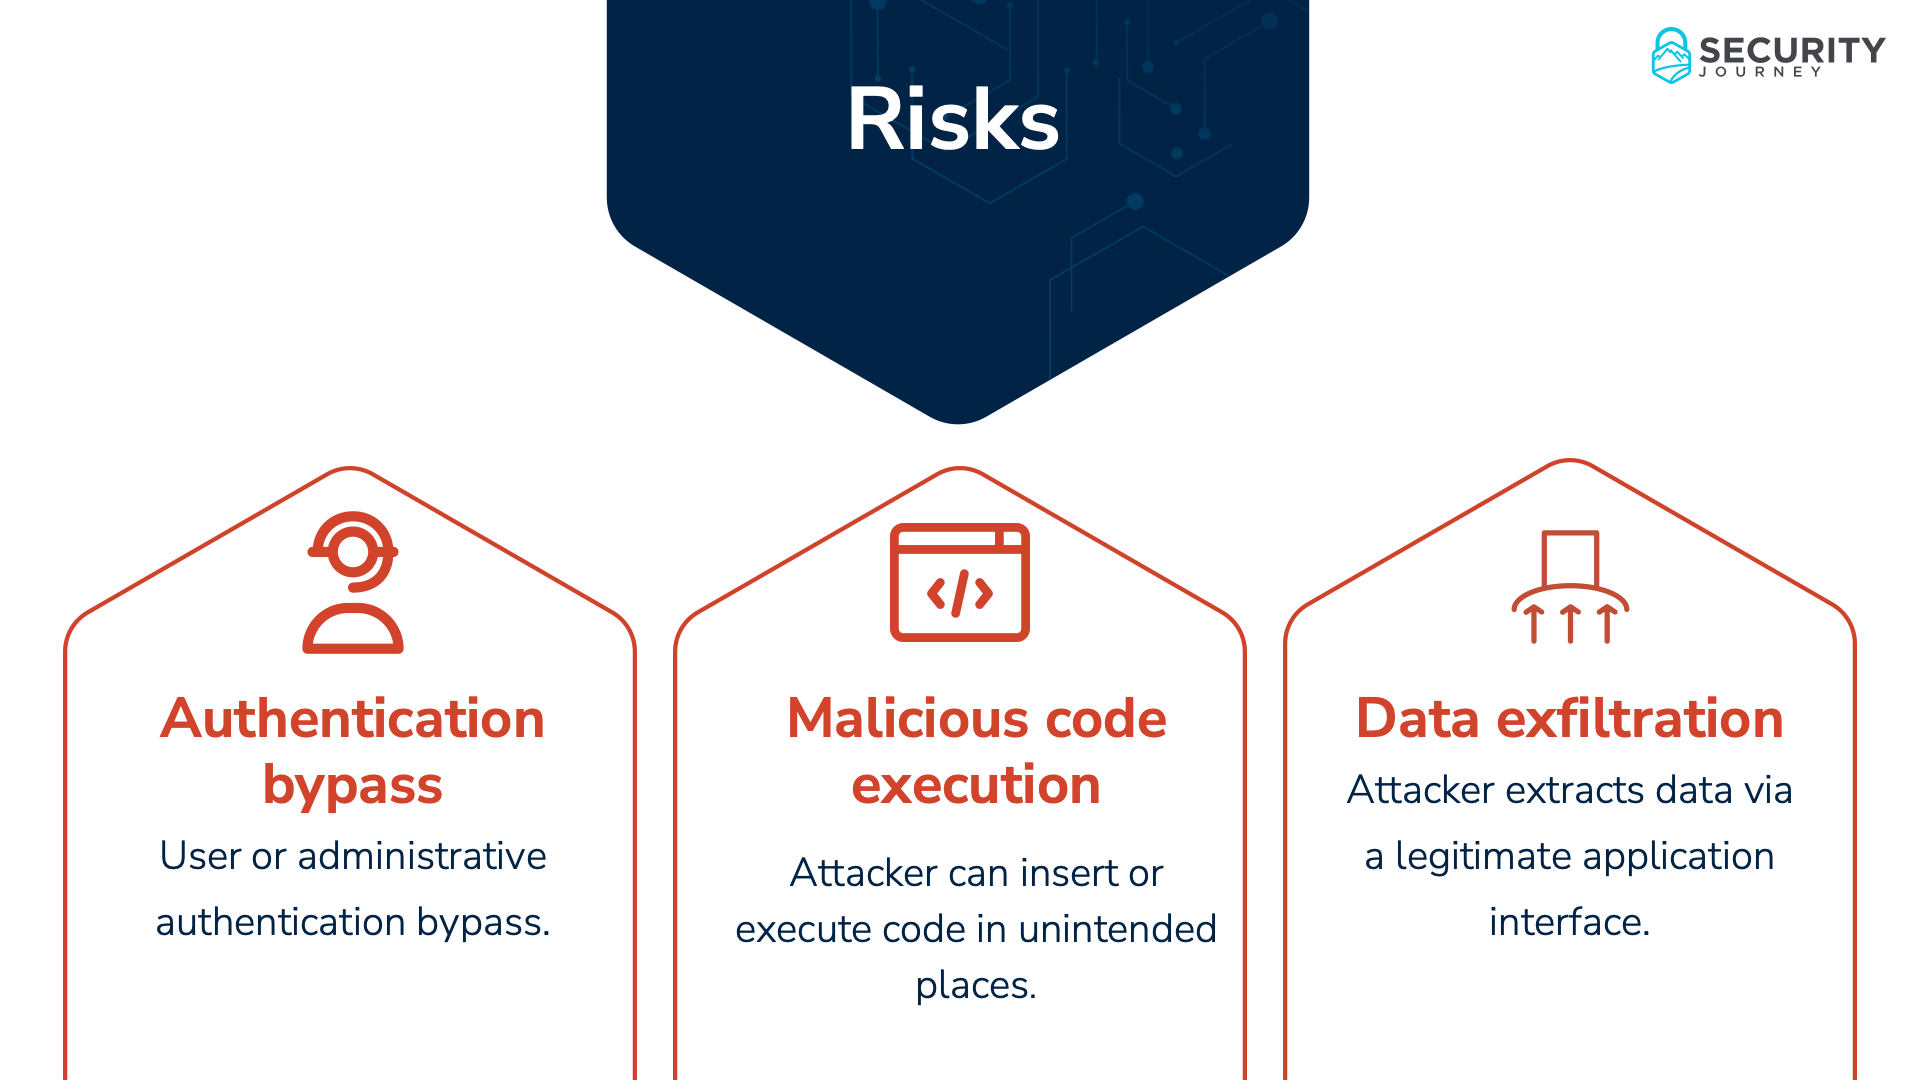 Risks
SECURITY
JOURNEY
Authentication
bypass
User or administrative
authentication bypass.
Malicious code
execution
Attacker can insert or
execute code in unintended
places.
Data exfiltration
Attacker extracts data via
a legitimate application
interface.